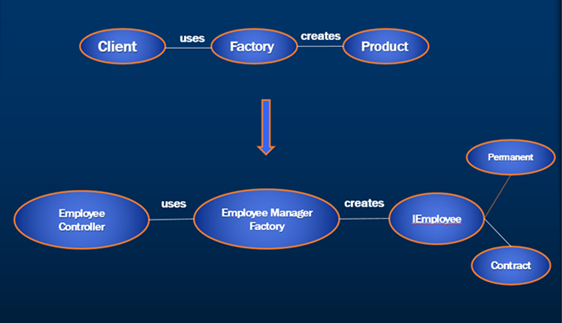 Client
uses
Factory
creates
Product
Permanent
Employee
Controller
uses
Employee Manager
Factory
creates
IEmployee
Contract